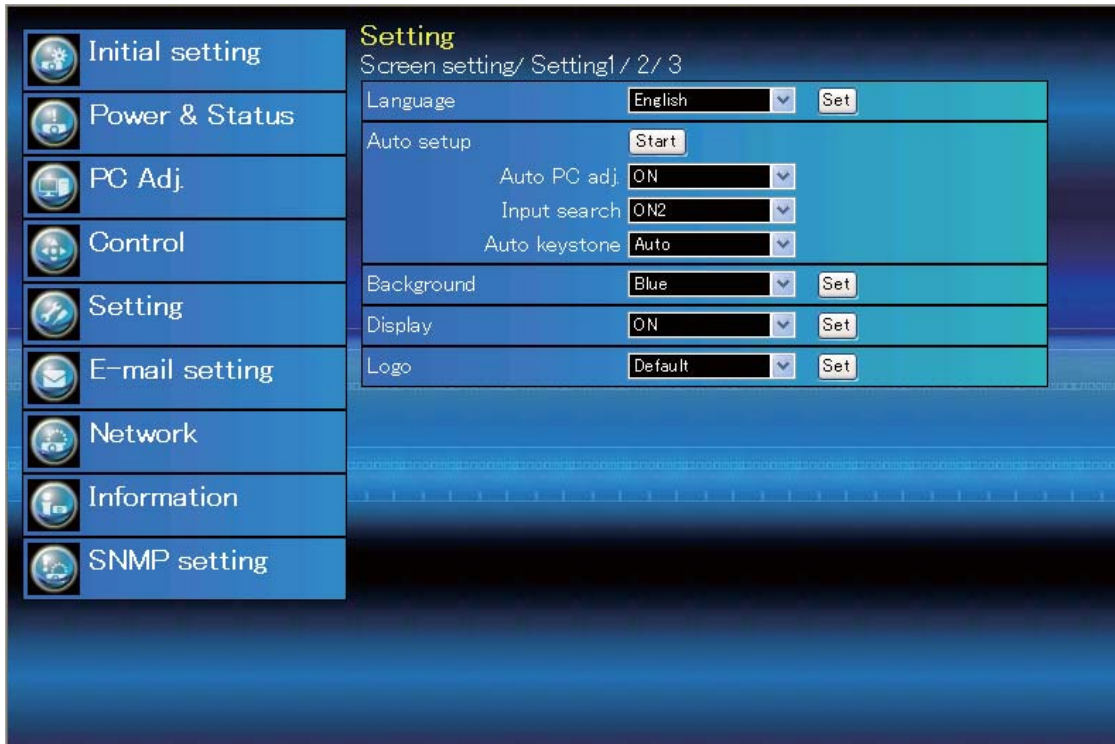 Initial setting
Power & Status
PC Adj.
Control
Setting
E-mail setting
Network
Information
SNMP setting
Setting
Screen setting/ Setting1/ 2/ 3
Language English Set
Auto setup Start
Auto PC adj. ON
Input search ON2
Auto keystone Auto
Background Blue Set
Display ON Set
Logo Default Set